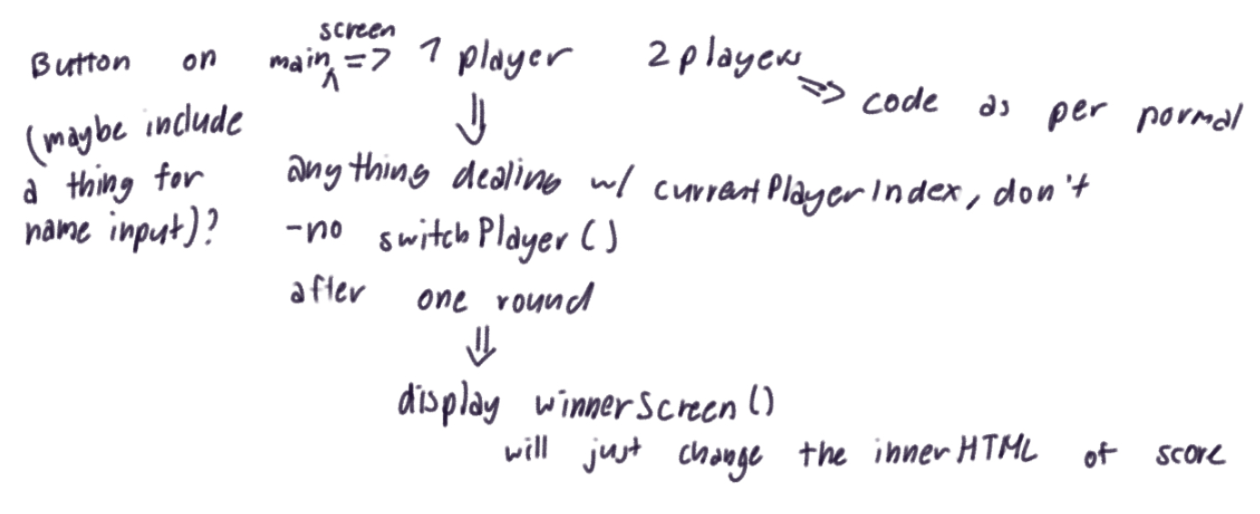 Button on main screen => 1 player 2 players
=> code as per normal
(maybe include
a thing for
name input)?
anything dealing w/ currentPlayerIndex, don't
-no switchPlayer()
after one round
display winnerScreen()
will just change the innerHTML of score